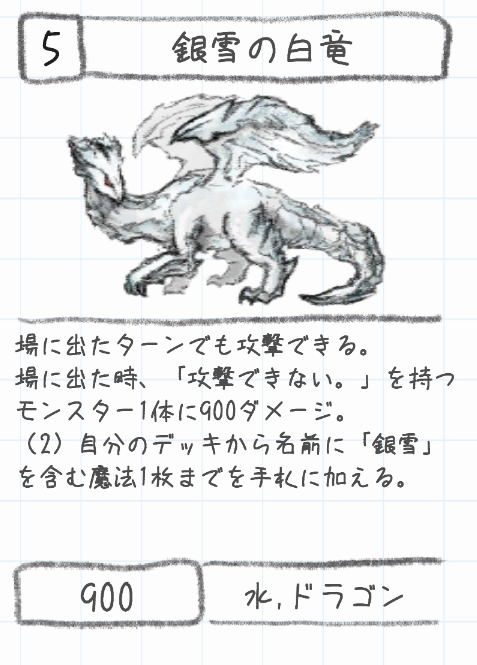 5
銀雪の白竜
場に出たターンでも攻撃できる。
場に出た時、「攻撃できない。」を持つ
モンスター1体に900ダメージ。
（2）自分のデッキから名前に「銀雪」
を含む魔法1枚までを手札に加える。
900
水,ドラゴン